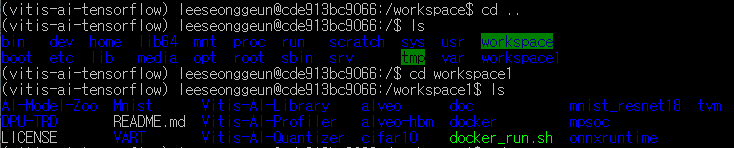 (vitis-ai-tensorflow) leeseonggeun@cde913bc9066:/workspace$ cd ..
(vitis-ai-tensorflow) leeseonggeun@cde913bc9066:/$ ls
bin dev home lib64 mnt proc run scratch sys usr workspace
boot etc lib media opt root sbin srv tmp var workspace1
(vitis-ai-tensorflow) leeseonggeun@cde913bc9066:/$ cd workspace1
(vitis-ai-tensorflow) leeseonggeun@cde913bc9066:/workspace1$ ls
AI-Model-Zoo Mnist Vitis-AI-Library alveo doc mnist_resnet18 tvm
DPU-TRD README.md Vitis-AI-Profiler alveo-hbm docker mpsoc
LICENSE VART Vitis-AI-Quantizer cifar10 docker_run.sh onnxruntime